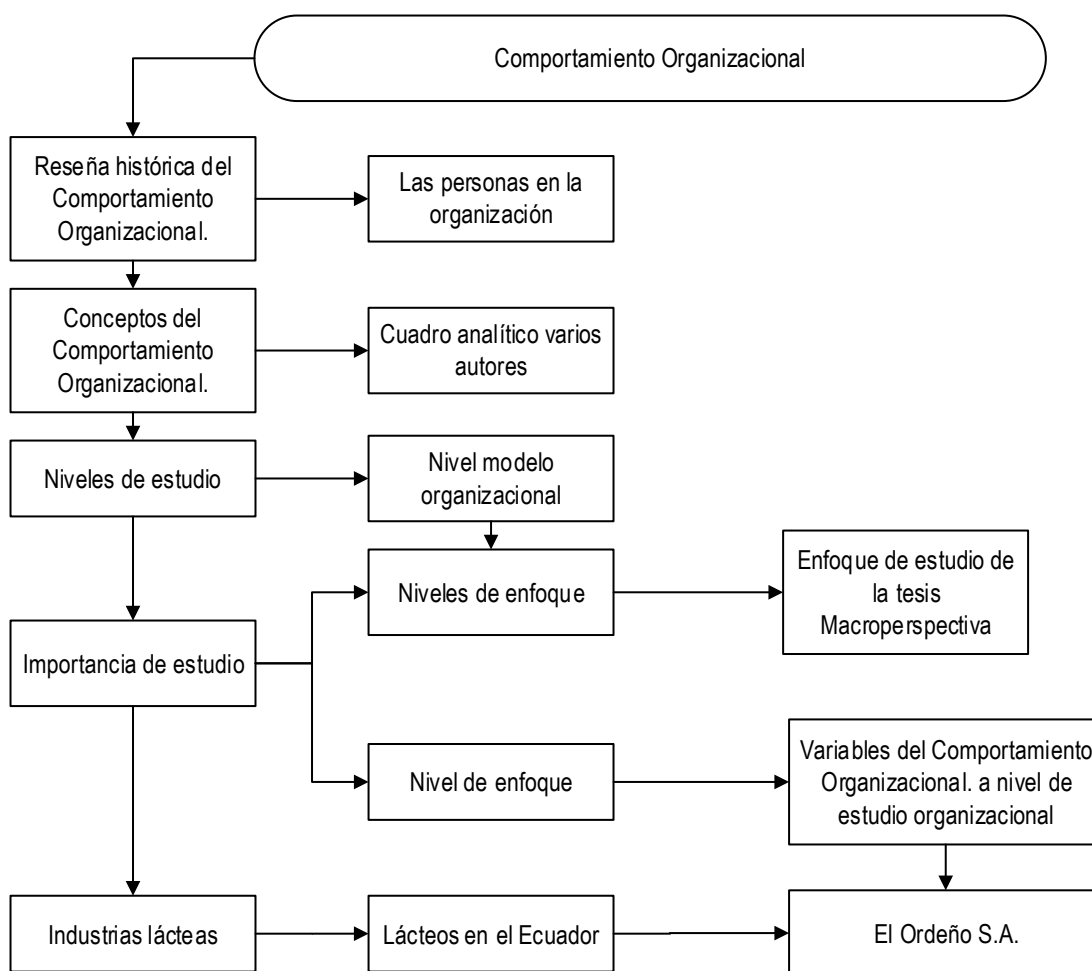 Comportamiento Organizacional
Reseña histórica del
Comportamiento
Organizacional.
Las personas en la
organización
Conceptos del
Comportamiento
Organizacional.
Cuadro analítico varios
autores
Niveles de estudio
Nivel modelo
organizacional
Niveles de enfoque
Enfoque de estudio de
la tesis
Macroperspectiva
Importancia de estudio
Nivel de enfoque
Variables del Comportamiento
Organizacional. a nivel de
estudio organizacional
Industrias lácteas
Lácteos en el Ecuador
El Ordeño S.A.